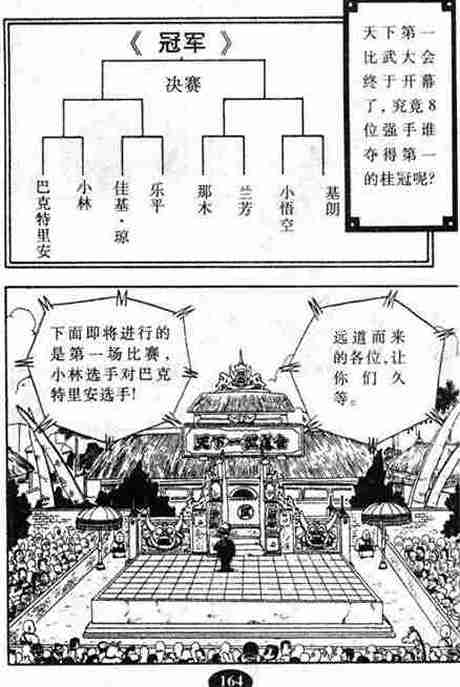 《冠军》
决赛
巴克特里安
小林
佳基·琼
乐平
那木
兰芳
小悟空
基朗
天下第一
比武大会
终于开幕
了,究竟8
位强手谁
夺得第一
的桂冠呢?
远道而来
的各位,让
你们久
等。
下面即将进行的
是第一场比赛,
小林选手对巴克
特里安选手!
天下一武道会
164